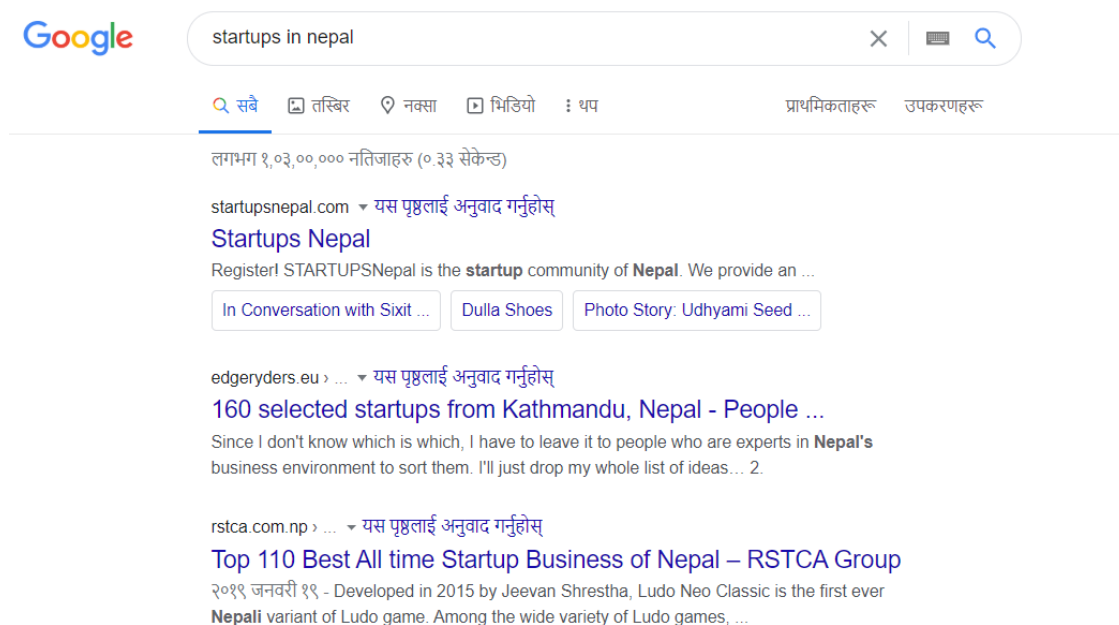 Google
startups in nepal
सबै तस्बिर नक्सा भिडियो थप प्राथमिकताहरू उपकरणहरू
लगभग १,०३,००,००० नतिजाहरु (०.३३ सेकेन्ड)
startupsnepal.com यस पृष्ठलाई अनुवाद गर्नुहोस्
Startups Nepal
Register! STARTUPSNepal is the startup community of Nepal. We provide an ...
In Conversation with Sixit ... Dulla Shoes Photo Story: Udhyami Seed ...
edgeryders.eu › ... यस पृष्ठलाई अनुवाद गर्नुहोस्
160 selected startups from Kathmandu, Nepal - People ...
Since I don't know which is which, I have to leave it to people who are experts in Nepal's
business environment to sort them. I'll just drop my whole list of ideas… 2.
rstca.com.np › ... यस पृष्ठलाई अनुवाद गर्नुहोस्
Top 110 Best All time Startup Business of Nepal – RSTCA Group
२०१९ जनवरी १९ - Developed in 2015 by Jeevan Shrestha, Ludo Neo Classic is the first ever
Nepali variant of Ludo game. Among the wide variety of Ludo games, ...